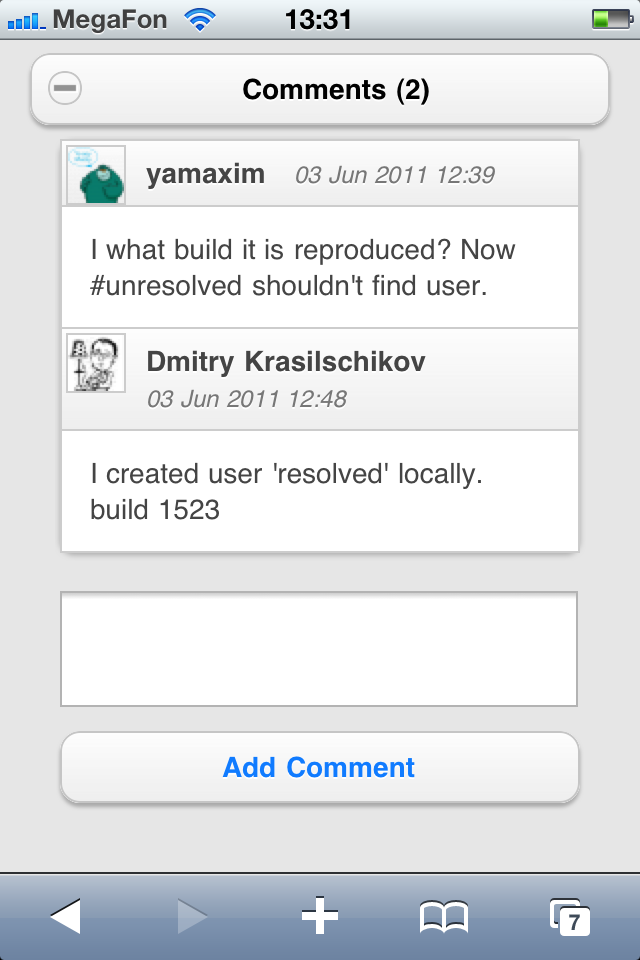 MegaFon 13:31
Comments (2)
yamaxim 03 Jun 2011 12:39
I what build it is reproduced? Now
#unresolved shouldn't find user.
Dmitry Krasilschikov
03 Jun 2011 12:48
I created user 'resolved' locally.
build 1523
Add Comment
7